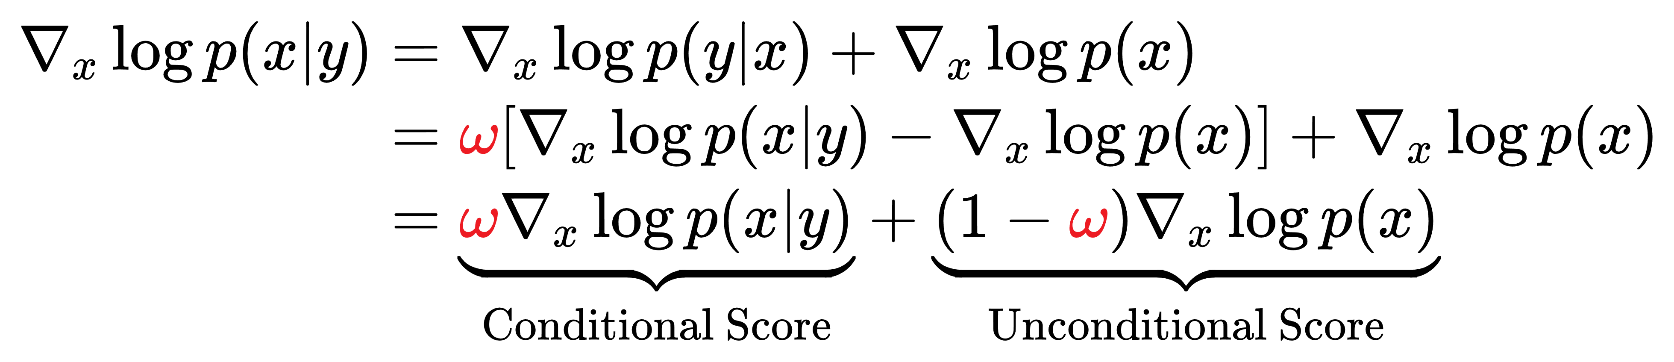 ∇ₓ log p(x|y) = ∇ₓ log p(y|x) + ∇ₓ log p(x)
= ω[∇ₓ log p(x|y) − ∇ₓ log p(x)] + ∇ₓ log p(x)
= ω∇ₓ log p(x|y) + (1 − ω)∇ₓ log p(x)
Conditional Score Unconditional Score